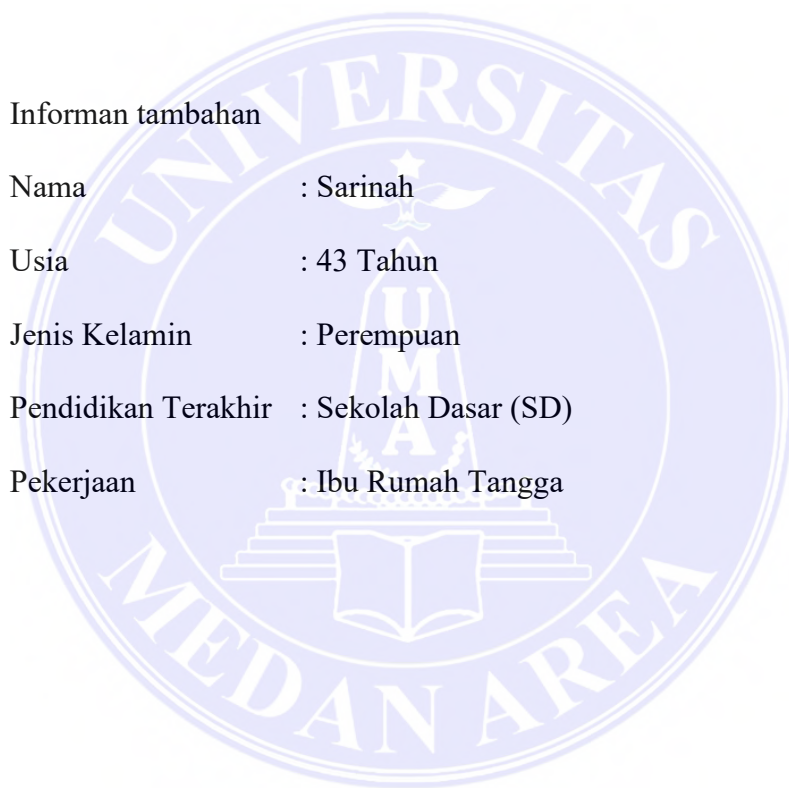 UNIVERSITAS
Informan tambahan
Nama : Sarinah
Usia : 43 Tahun
Jenis Kelamin : Perempuan
Pendidikan Terakhir : Sekolah Dasar (SD)
Pekerjaan : Ibu Rumah Tangga
UMA
MEDAN AREA